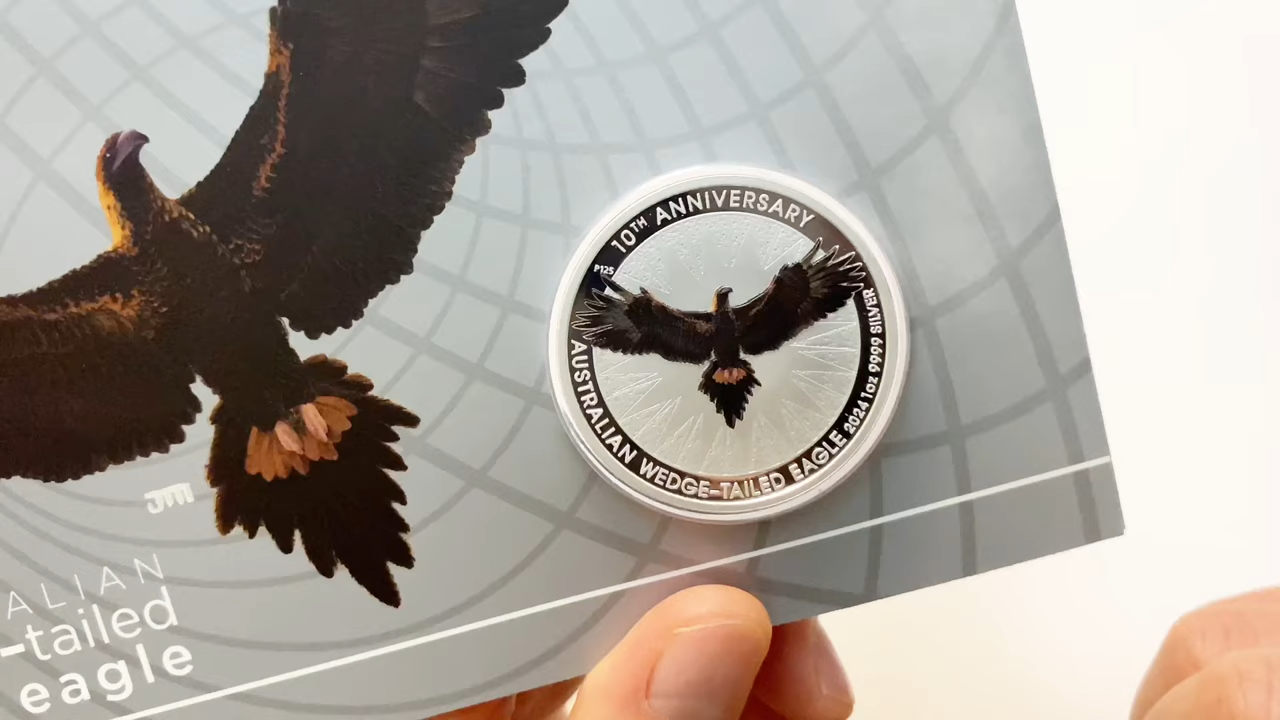 10TH ANNIVERSARY
P125
AUSTRALIAN WEDGE-TAILED EAGLE 2024 1oz 9999 SILVER
JM
ALIAN
-tailed
eagle